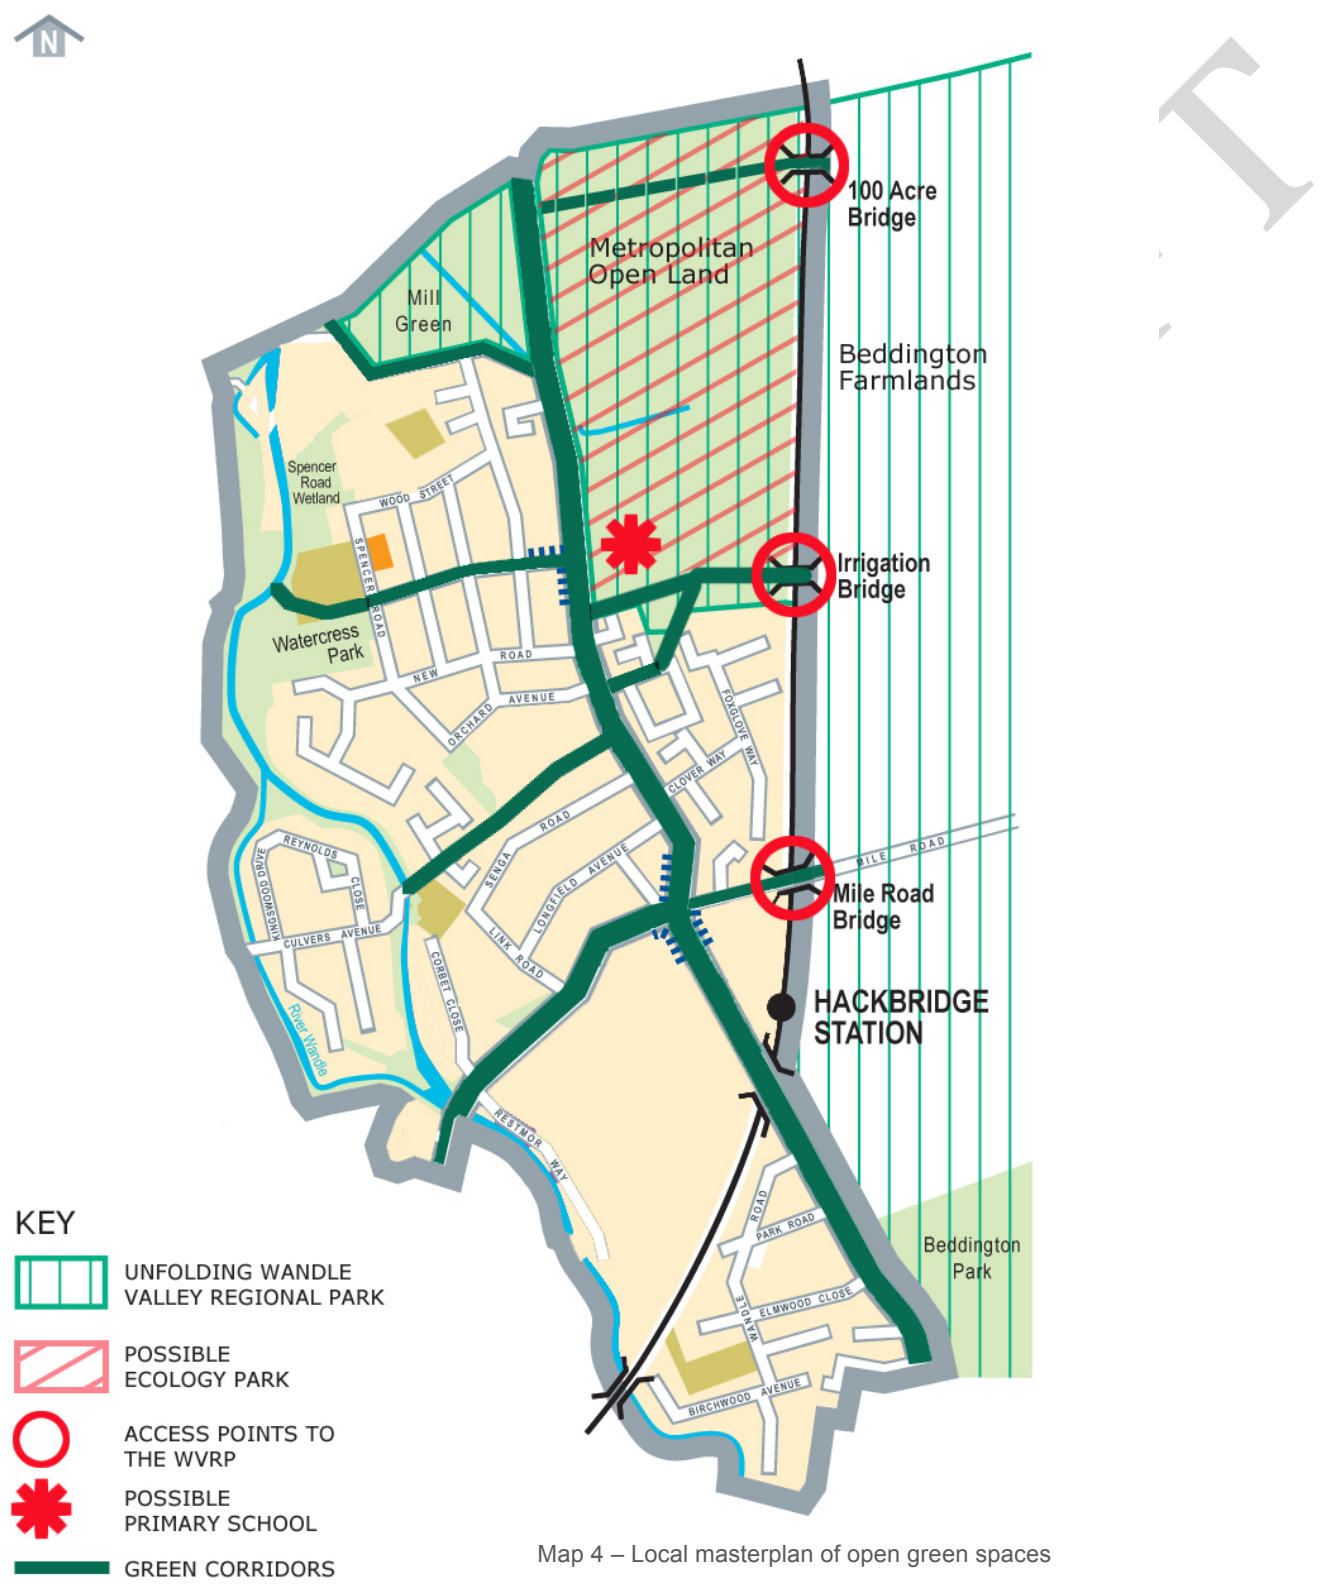 N
T
100 Acre
Bridge
Metropolitan
Open Land
Mill
Green
Beddington
Farmlands
Spencer
Road
Wetland
WOOD STREET
SPENCER ROAD
Irrigation
Bridge
Watercress
Park
NEW ROAD
ORCHARD AVENUE
FOXGLOVE WAY
CLOVER WAY
SENGA ROAD
LONGFIELD AVENUE
LINK ROAD
REYNOLDS CLOSE
KINGSWOOD DRIVE
CULVERS AVENUE
CORBET CLOSE
MILE ROAD
Mile Road
Bridge
HACKBRIDGE
STATION
River Wandle
RESTMOR WAY
WANDLE ROAD
PARK ROAD
ELMWOOD CLOSE
BIRCHWOOD AVENUE
Beddington
Park
KEY
UNFOLDING WANDLE
VALLEY REGIONAL PARK
POSSIBLE
ECOLOGY PARK
ACCESS POINTS TO
THE WVRP
POSSIBLE
PRIMARY SCHOOL
GREEN CORRIDORS
Map 4 – Local masterplan of open green spaces